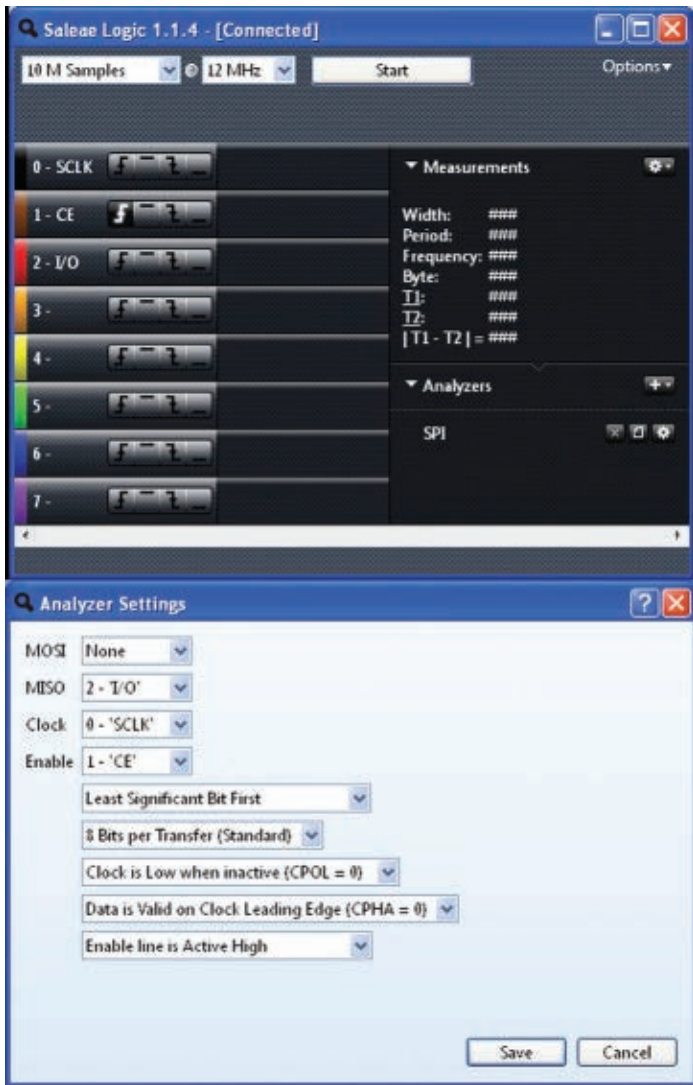 Saleae Logic 1.1.4 - [Connected]
10 M Samples @ 12 MHz Start Options
0 - SCLK
1 - CE
2 - I/O
3 -
4 -
5 -
6 -
7 -
Measurements
Width: ###
Period: ###
Frequency: ###
Byte: ###
T1: ###
T2: ###
| T1 - T2 | = ###
Analyzers
SPI
Analyzer Settings
MOSI None
MISO 2 - 'I/O'
Clock 0 - 'SCLK'
Enable 1 - 'CE'
Least Significant Bit First
8 Bits per Transfer (Standard)
Clock is Low when inactive (CPOL = 0)
Data is Valid on Clock Leading Edge (CPHA = 0)
Enable line is Active High
Save Cancel